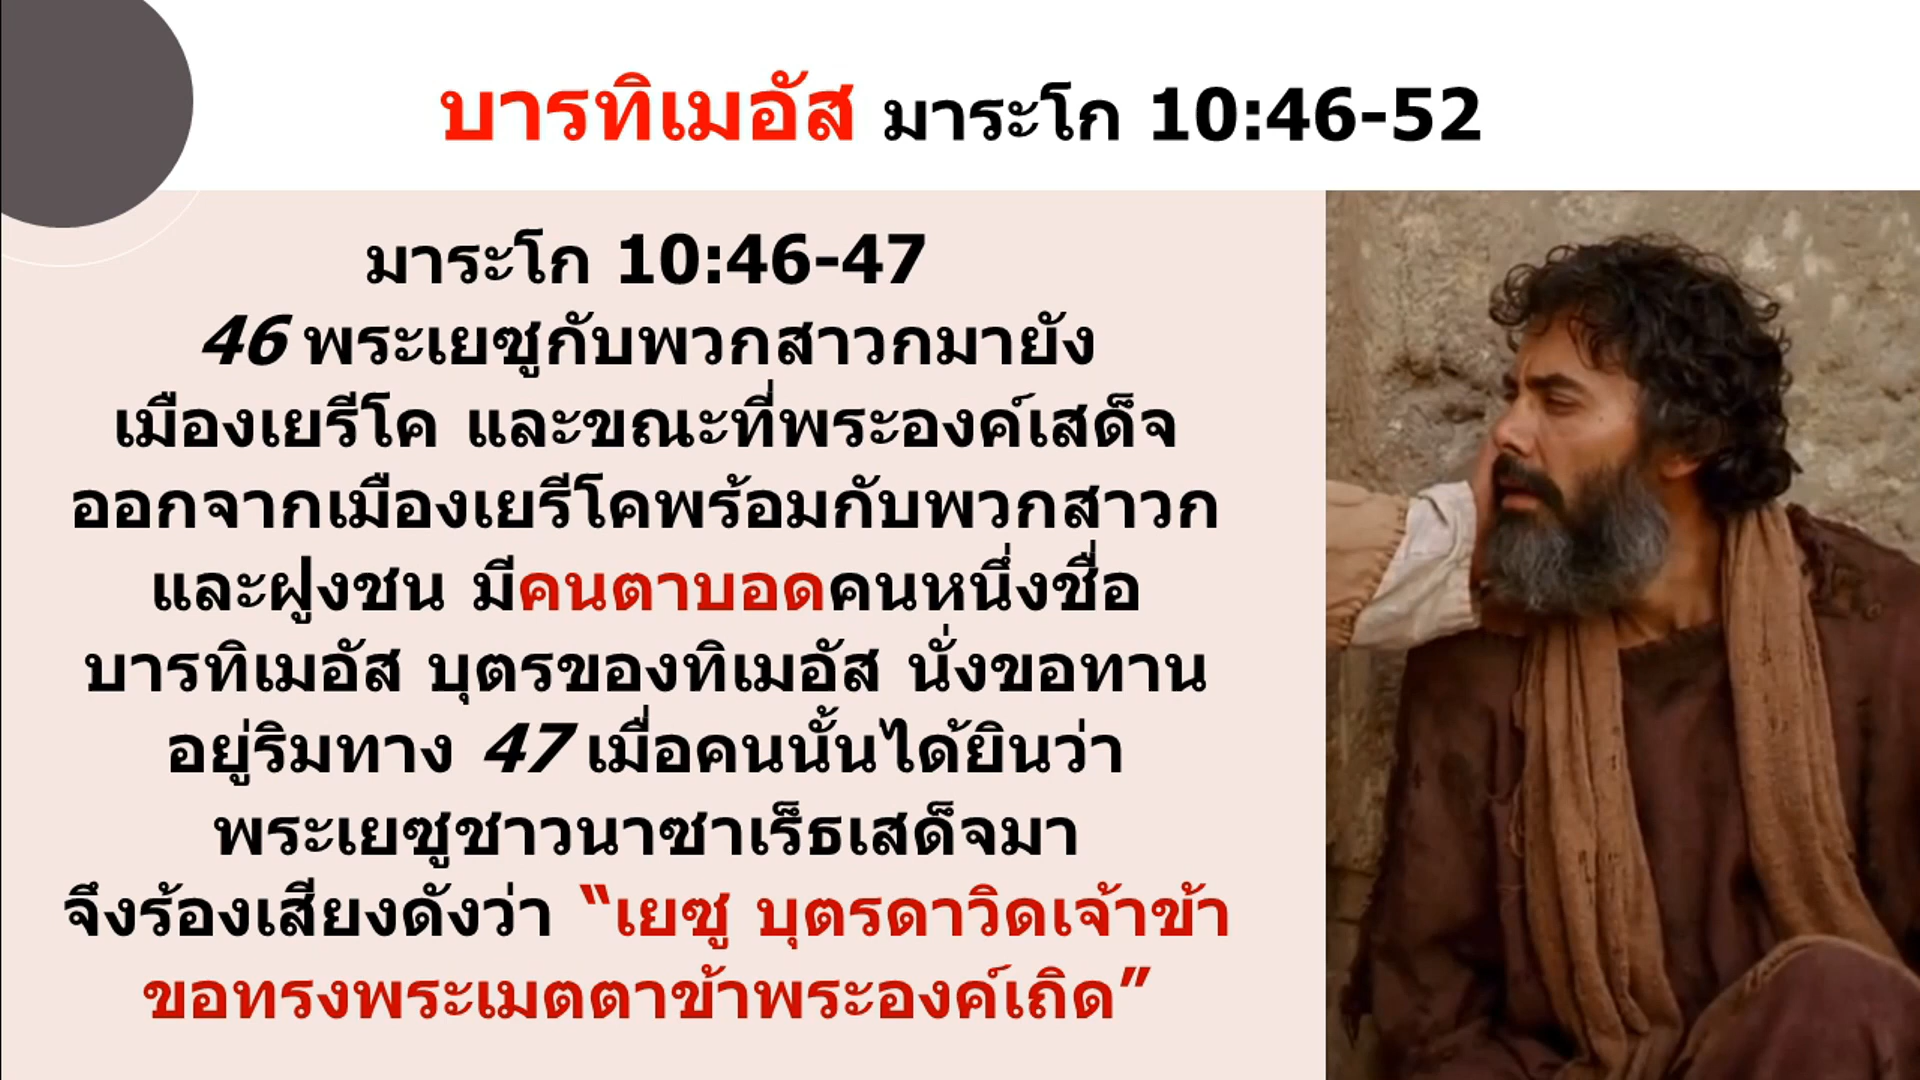 บารทิเมอัส มาระโก 10:46-52
มาระโก 10:46-47
46 พระเยซูกับพวกสาวกมายัง
เมืองเยรีโค และขณะที่พระองค์เสด็จ
ออกจากเมืองเยรีโคพร้อมกับพวกสาวก
และฝูงชน มีคนตาบอดคนหนึ่งชื่อ
บารทิเมอัส บุตรของทิเมอัส นั่งขอทาน
อยู่ริมทาง 47 เมื่อคนนั้นได้ยินว่า
พระเยซูชาวนาซาเร็ธเสด็จมา
จึงร้องเสียงดังว่า “เยซู บุตรดาวิดเจ้าข้า
ขอทรงพระเมตตาข้าพระองค์เถิด”